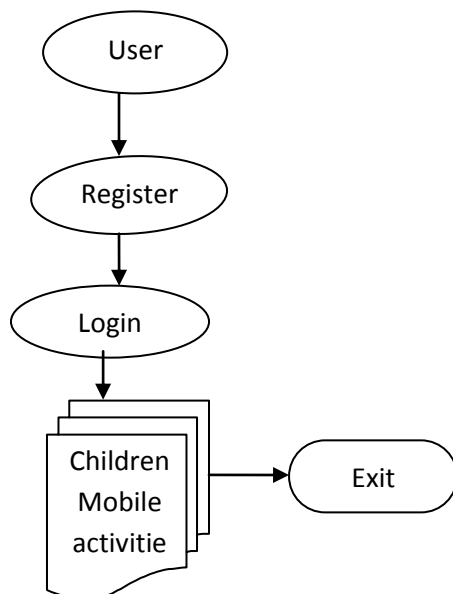 User
Register
Login
Children
Mobile
activitie
Exit